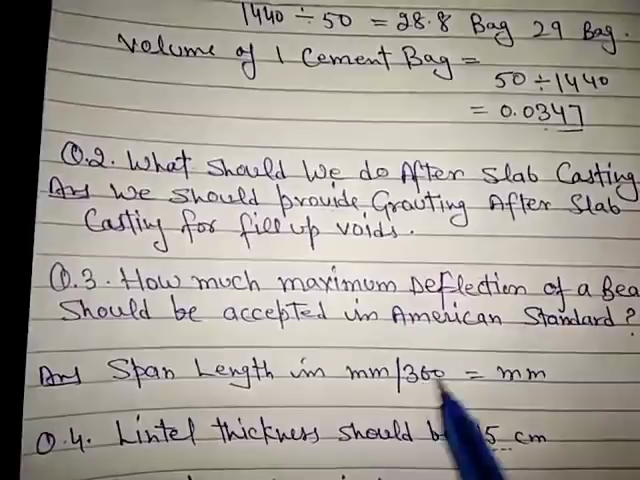 1440 ÷ 50 = 28.8 Bag 29 Bag.
Volume of 1 Cement Bag =
50 ÷ 1440
= 0.0347
Q.2. What should we do After Slab Casting
Ans We should provide Grouting After Slab
Casting for fill up voids.
Q.3. How much maximum Deflection of a Bea
Should be accepted in American Standard?
Ans Span Length in mm/360 = mm
Q.4. Lintel thickness should b 15 cm